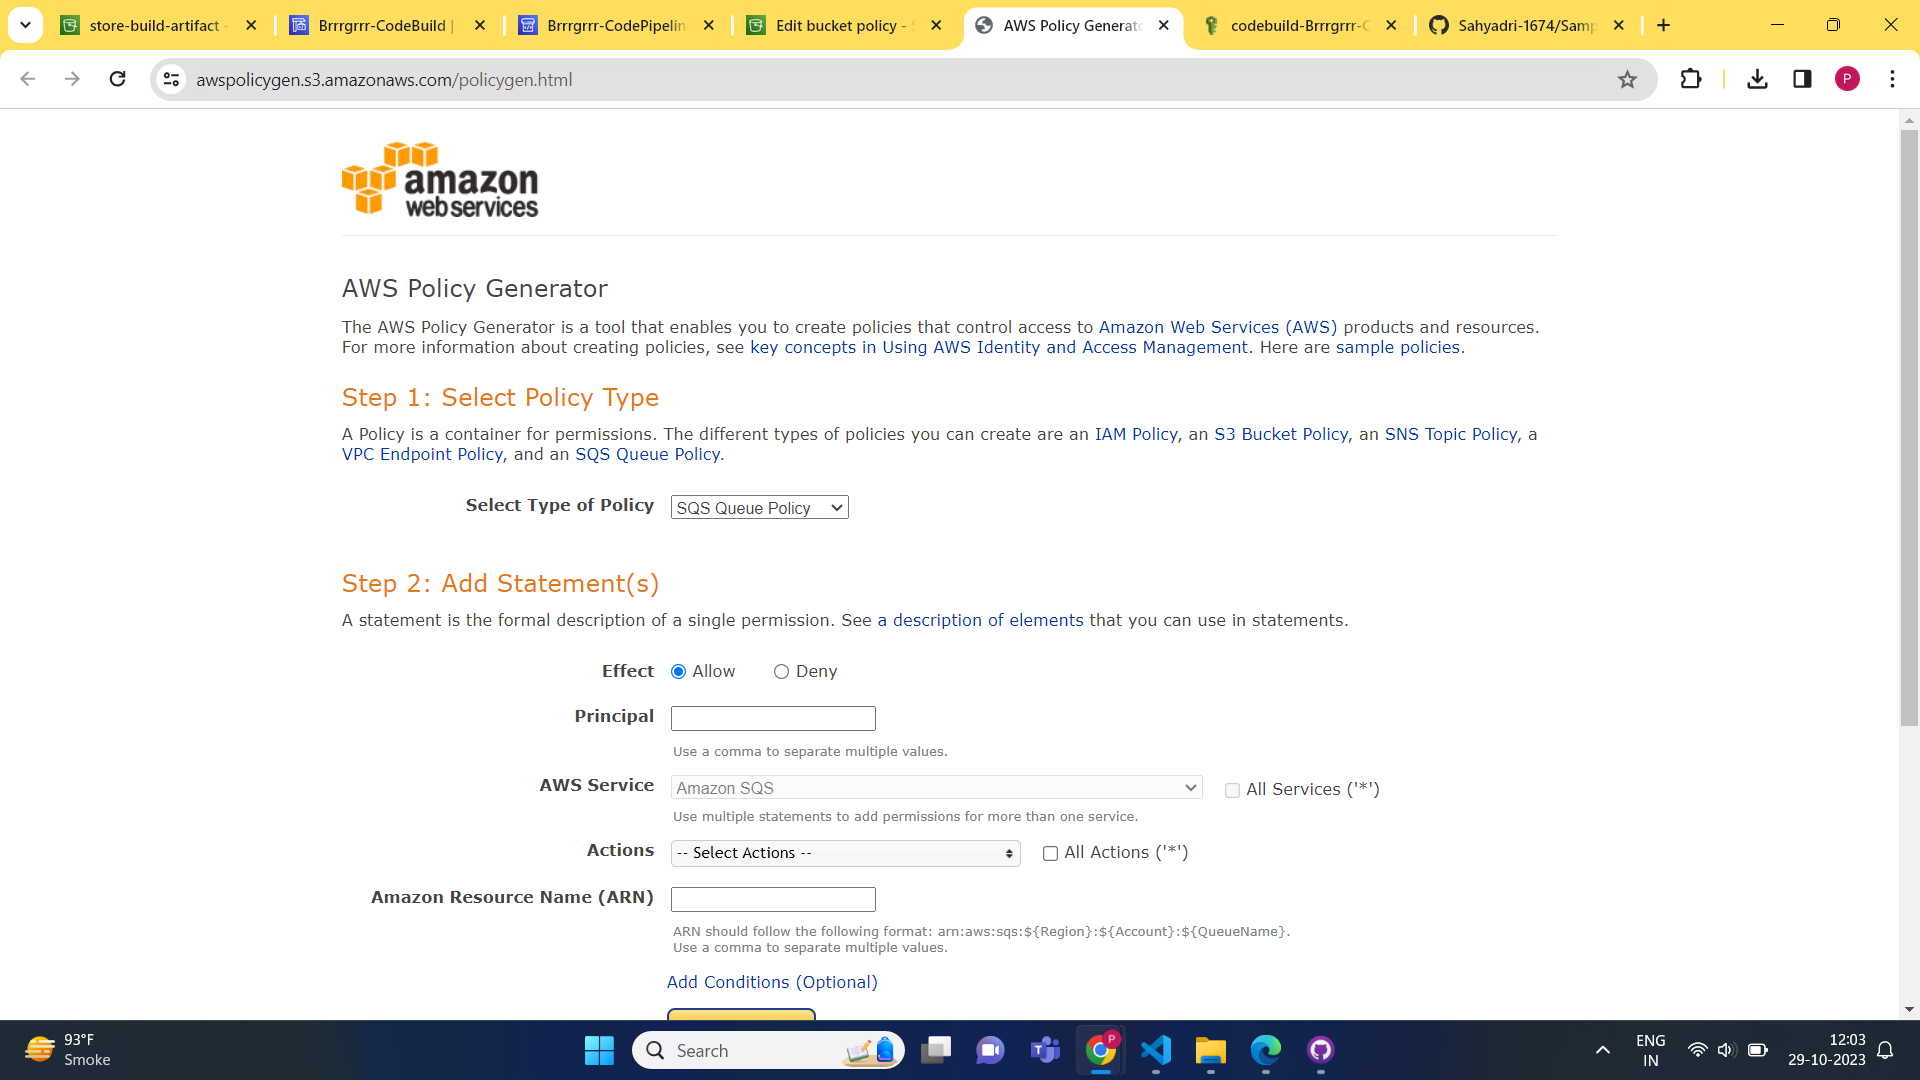 store-build-artifact -
Brrrgrrr-CodeBuild |
Brrrgrrr-CodePipelin
Edit bucket policy - S
AWS Policy Generato
codebuild-Brrrgrrr-C
Sahyadri-1674/Samp
awspolicygen.s3.amazonaws.com/policygen.html
P
amazon
webservices
AWS Policy Generator
The AWS Policy Generator is a tool that enables you to create policies that control access to Amazon Web Services (AWS) products and resources.
For more information about creating policies, see key concepts in Using AWS Identity and Access Management. Here are sample policies.
Step 1: Select Policy Type
A Policy is a container for permissions. The different types of policies you can create are an IAM Policy, an S3 Bucket Policy, an SNS Topic Policy, a
VPC Endpoint Policy, and an SQS Queue Policy.
Select Type of Policy SQS Queue Policy
Step 2: Add Statement(s)
A statement is the formal description of a single permission. See a description of elements that you can use in statements.
Effect Allow Deny
Principal
Use a comma to separate multiple values.
AWS Service Amazon SQS All Services ('*')
Use multiple statements to add permissions for more than one service.
Actions -- Select Actions -- All Actions ('*')
Amazon Resource Name (ARN)
ARN should follow the following format: arn:aws:sqs:${Region}:${Account}:${QueueName}.
Use a comma to separate multiple values.
Add Conditions (Optional)
93°F
Smoke
Search
P
ENG
IN
12:03
29-10-2023